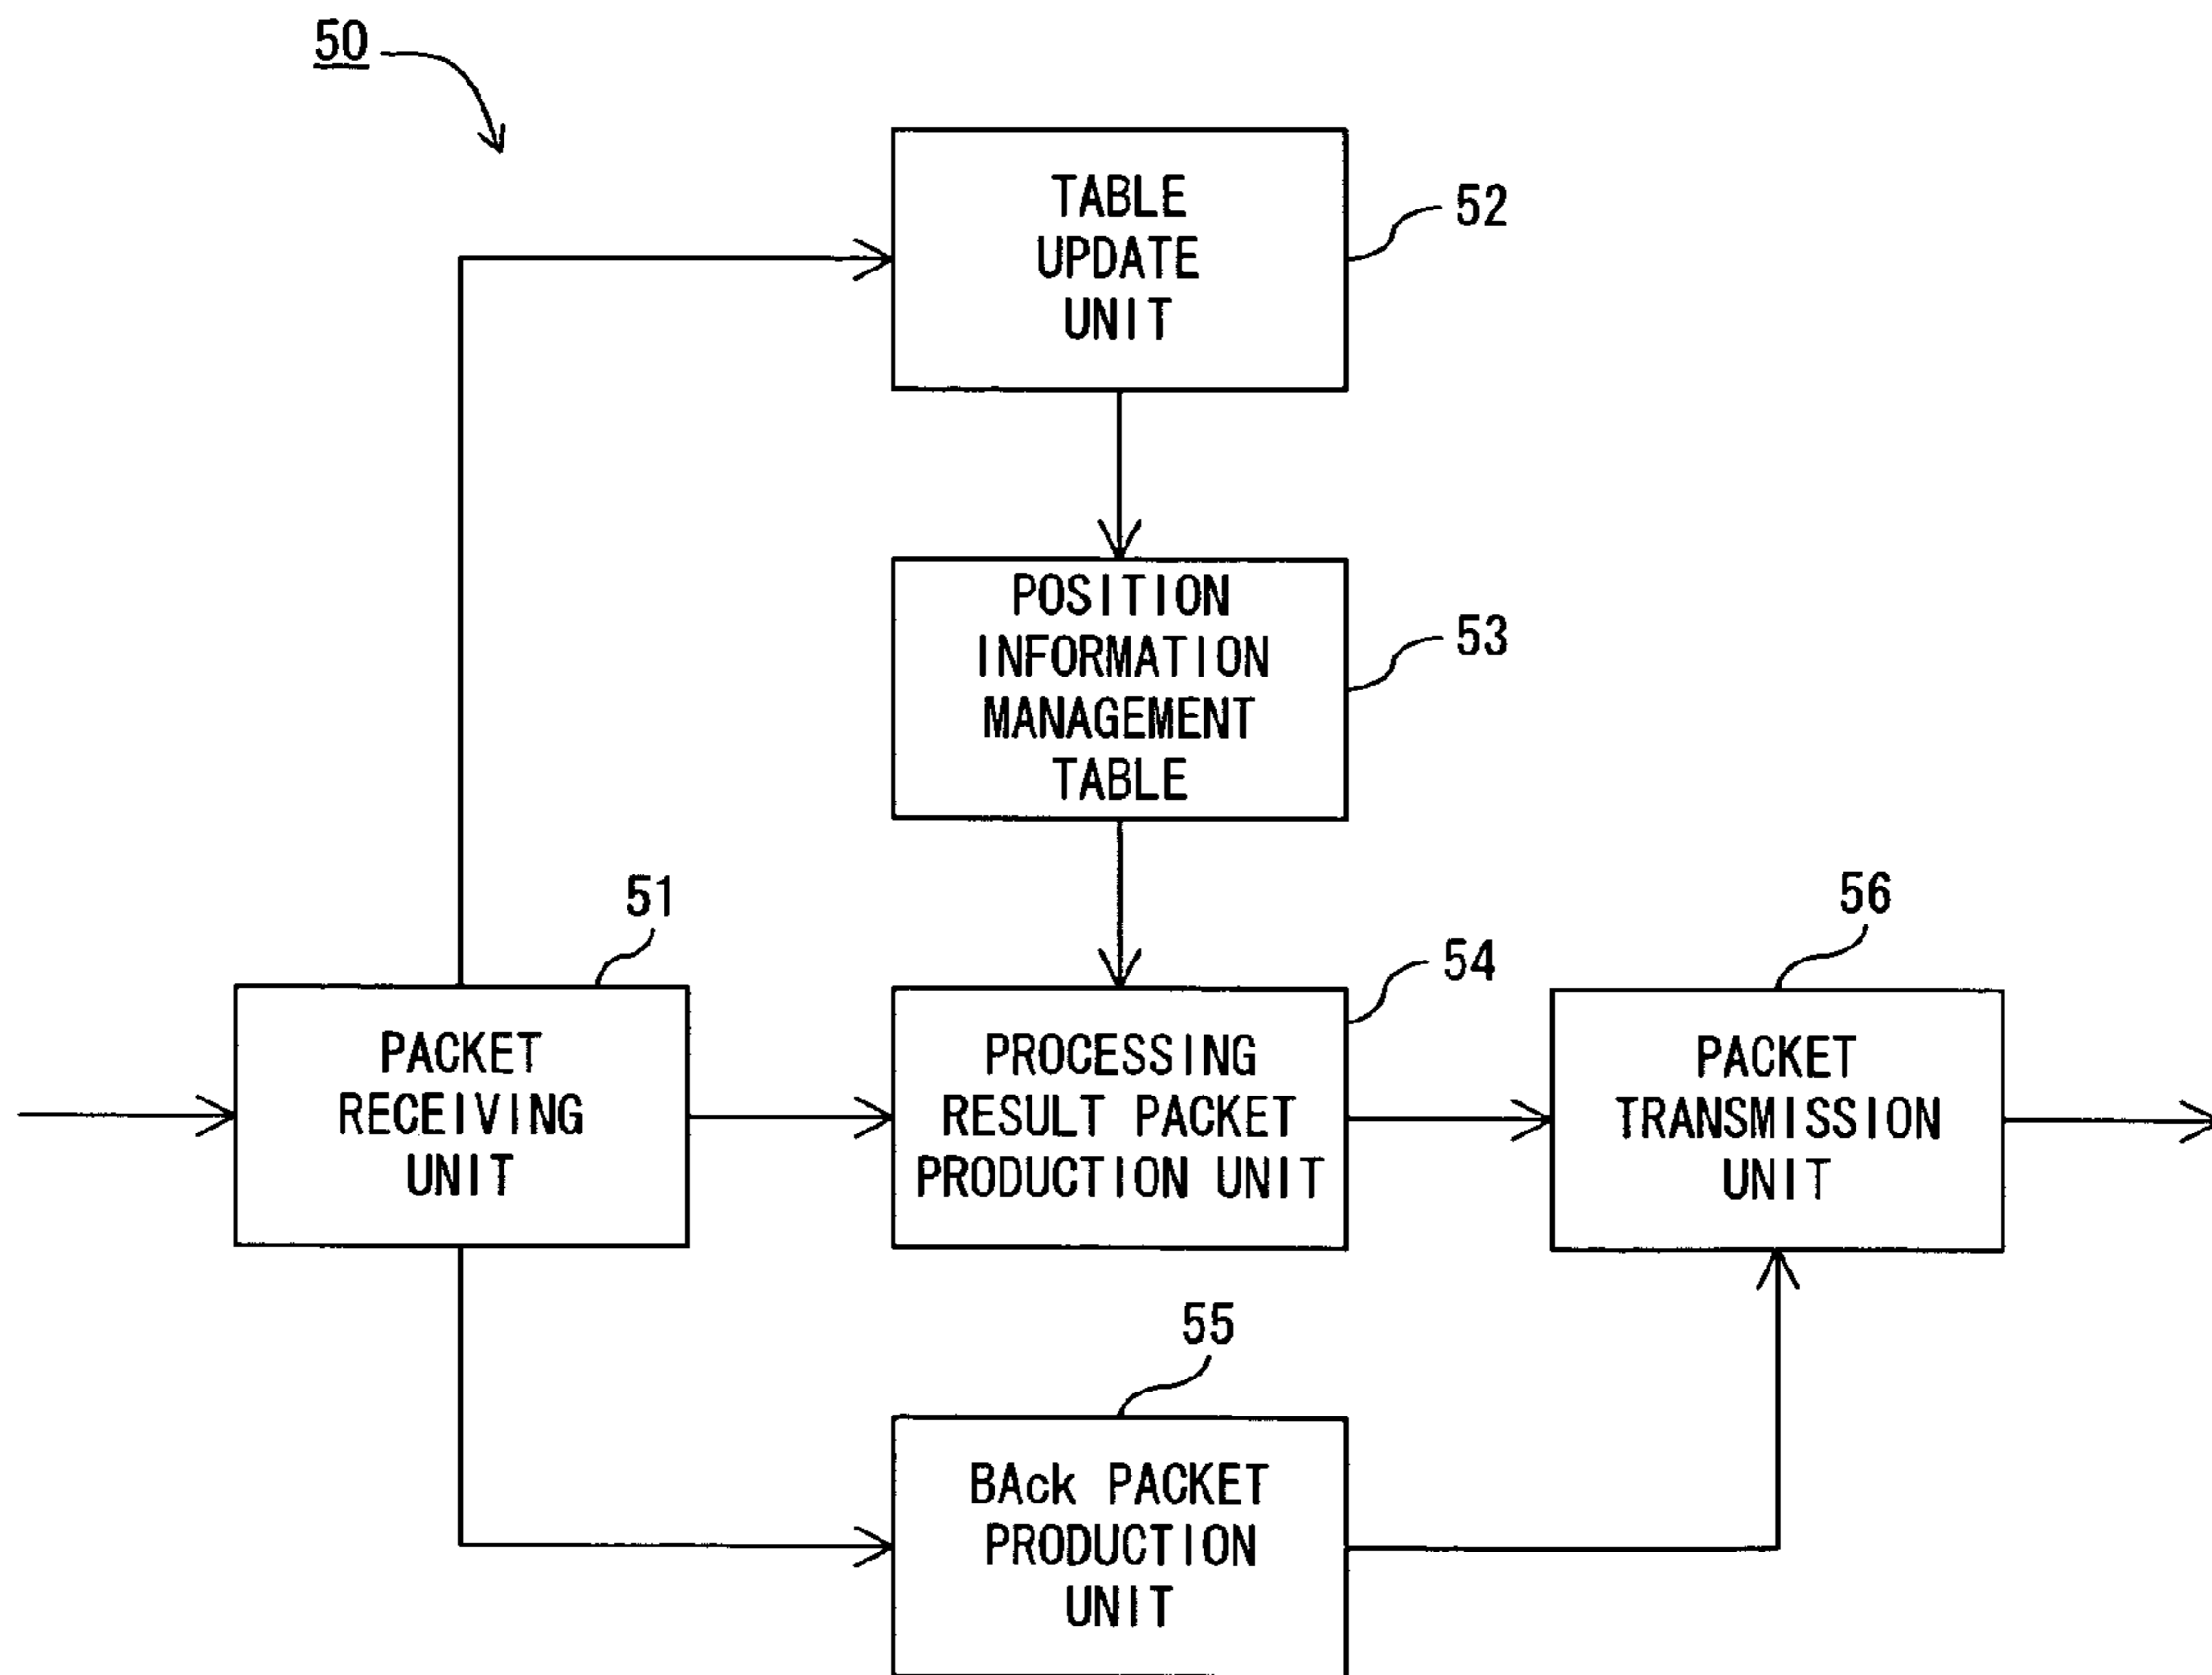 50
TABLE
UPDATE
UNIT
52
POSITION
INFORMATION
MANAGEMENT
TABLE
53
51
PACKET
RECEIVING
UNIT
54
PROCESSING
RESULT PACKET
PRODUCTION UNIT
56
PACKET
TRANSMISSION
UNIT
55
BAck PACKET
PRODUCTION
UNIT